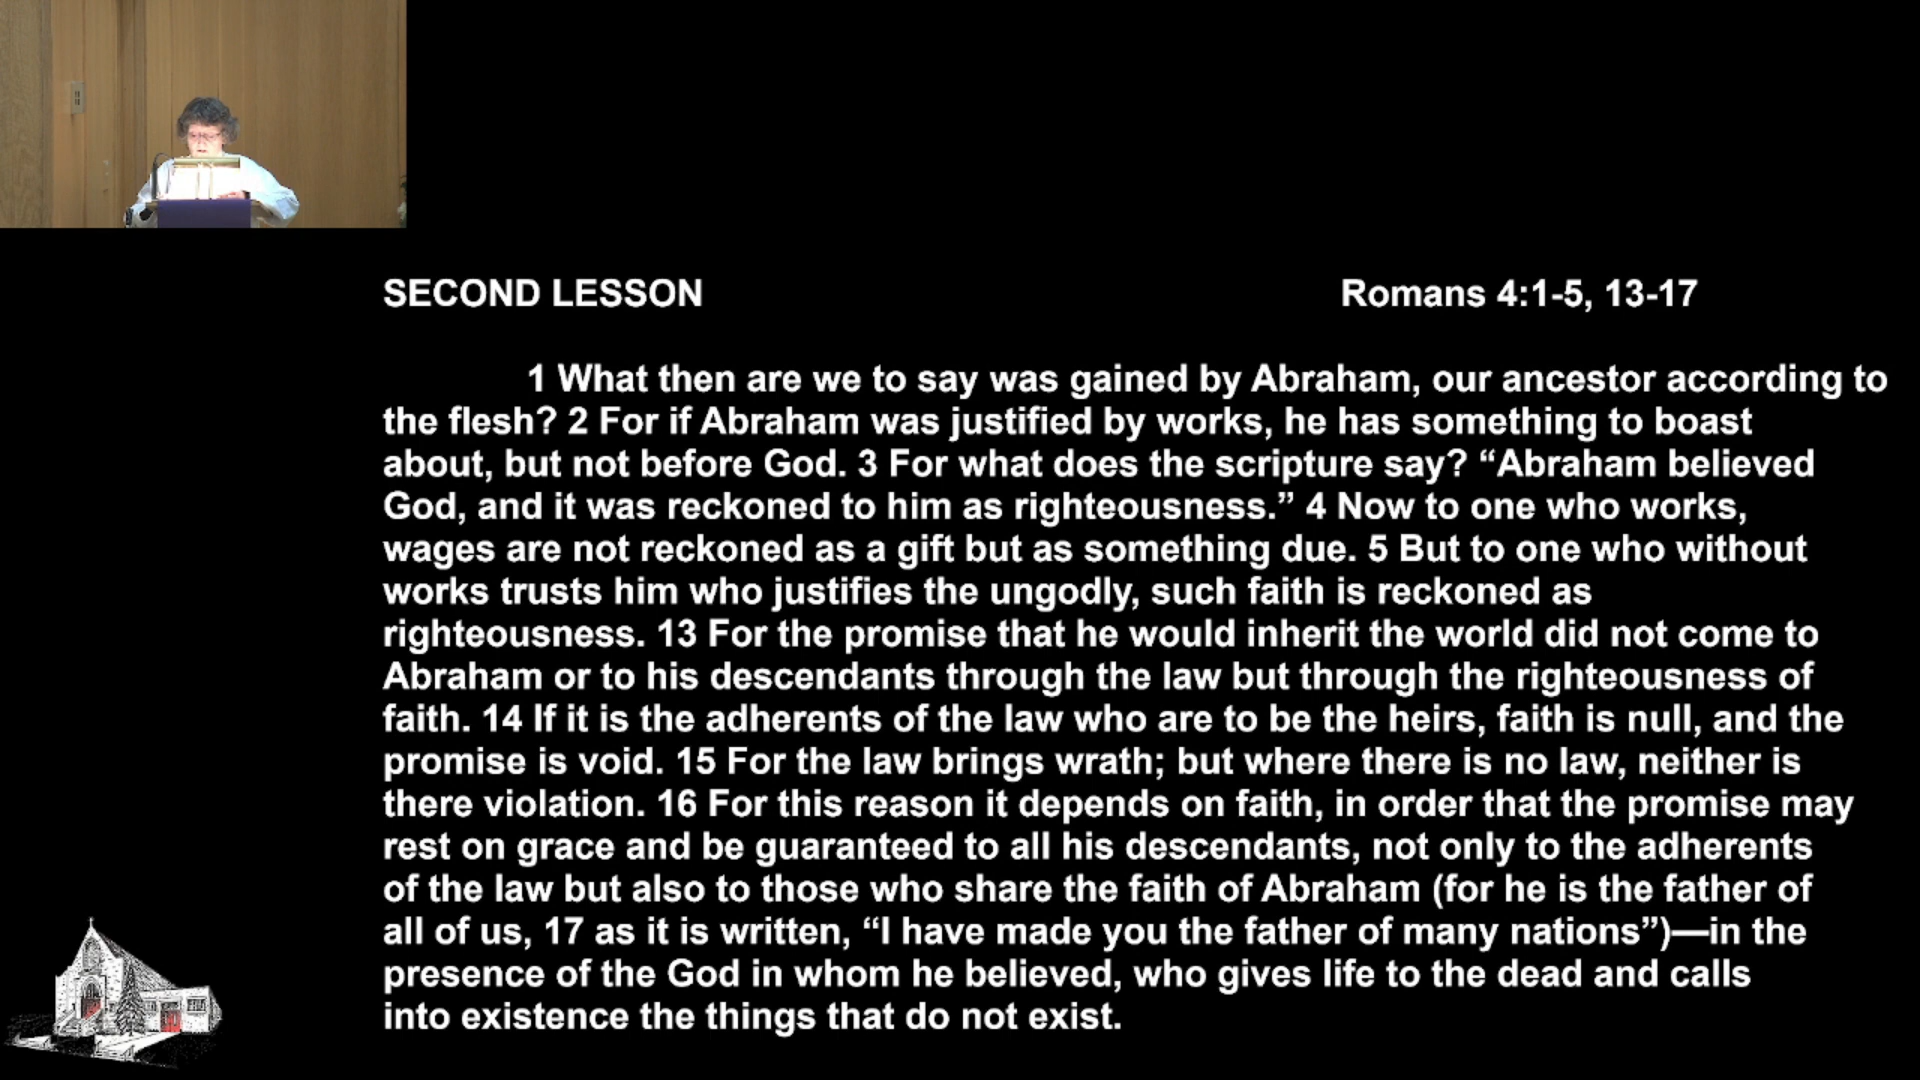 SECOND LESSON Romans 4:1-5, 13-17
1 What then are we to say was gained by Abraham, our ancestor according to
the flesh? 2 For if Abraham was justified by works, he has something to boast
about, but not before God. 3 For what does the scripture say? “Abraham believed
God, and it was reckoned to him as righteousness.” 4 Now to one who works,
wages are not reckoned as a gift but as something due. 5 But to one who without
works trusts him who justifies the ungodly, such faith is reckoned as
righteousness. 13 For the promise that he would inherit the world did not come to
Abraham or to his descendants through the law but through the righteousness of
faith. 14 If it is the adherents of the law who are to be the heirs, faith is null, and the
promise is void. 15 For the law brings wrath; but where there is no law, neither is
there violation. 16 For this reason it depends on faith, in order that the promise may
rest on grace and be guaranteed to all his descendants, not only to the adherents
of the law but also to those who share the faith of Abraham (for he is the father of
all of us, 17 as it is written, “I have made you the father of many nations”)—in the
presence of the God in whom he believed, who gives life to the dead and calls
into existence the things that do not exist.